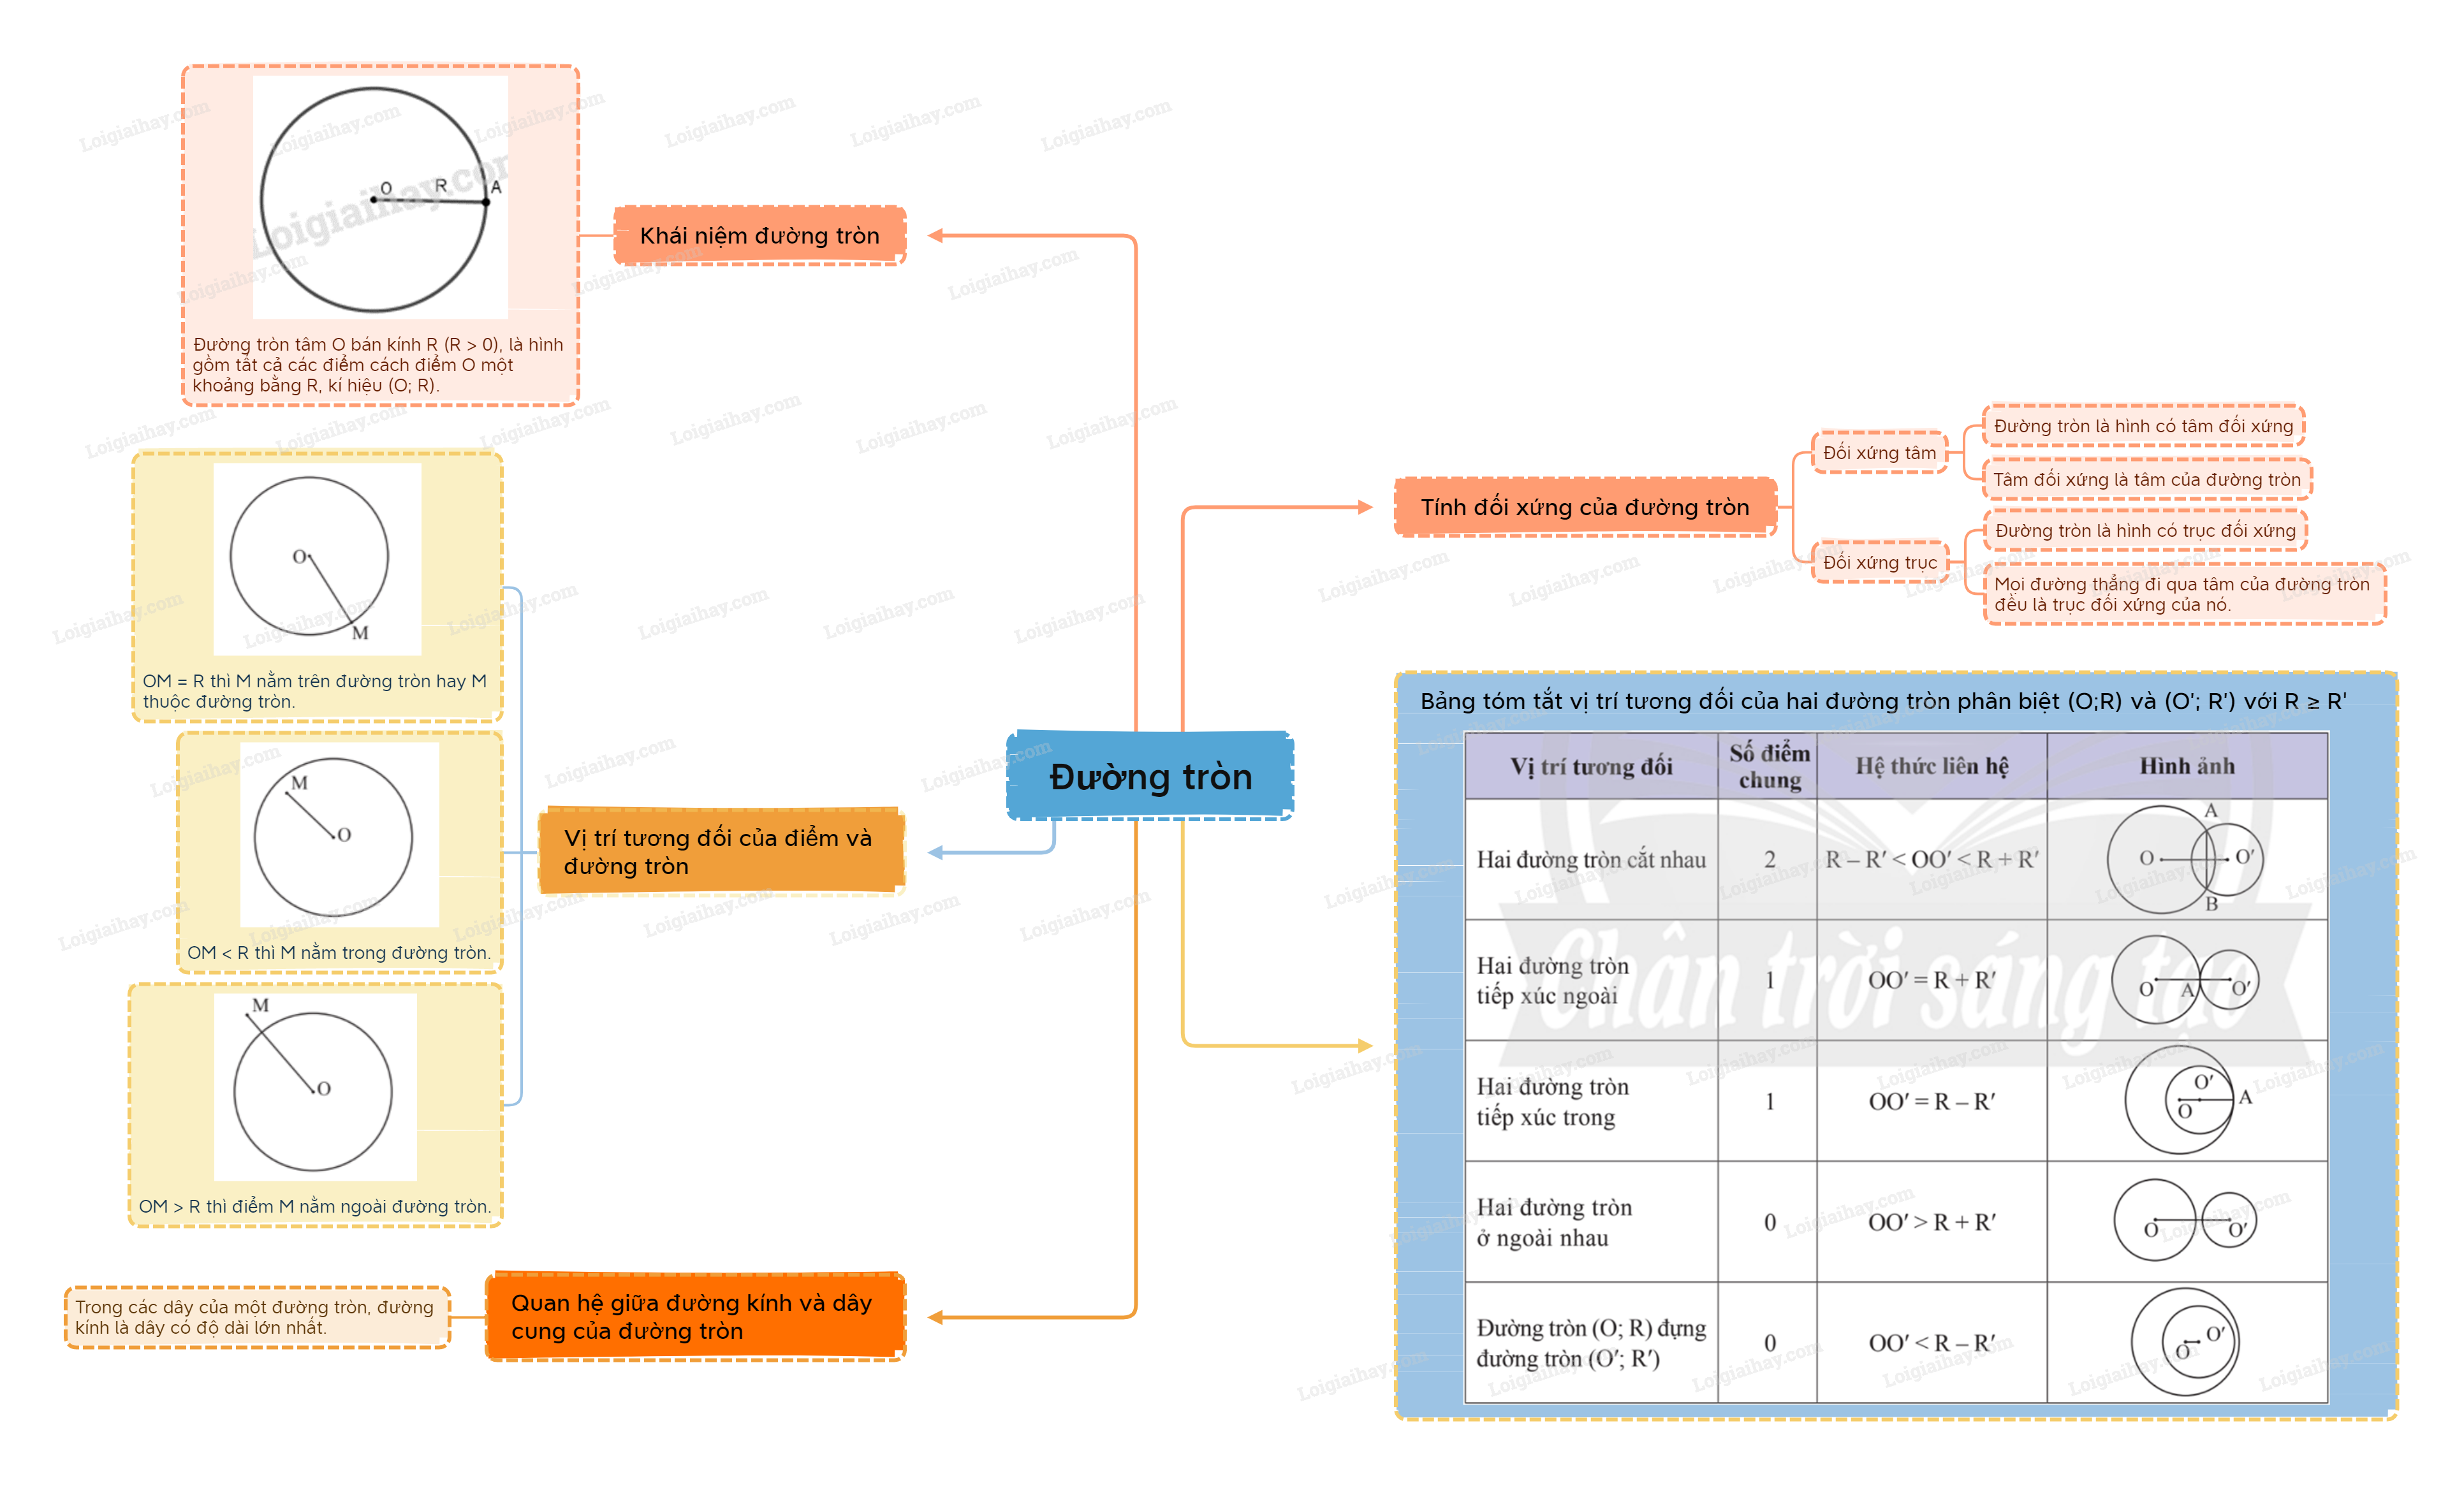 Đường tròn
Khái niệm đường tròn
O
R
A
Đường tròn tâm O bán kính R (R > 0), là hình
gồm tất cả các điểm cách điểm O một
khoảng bằng R, kí hiệu (O; R).
Vị trí tương đối của điểm và
đường tròn
O
M
OM = R thì M nằm trên đường tròn hay M
thuộc đường tròn.
M
O
OM < R thì M nằm trong đường tròn.
M
O
OM > R thì điểm M nằm ngoài đường tròn.
Quan hệ giữa đường kính và dây
cung của đường tròn
Trong các dây của một đường tròn, đường
kính là dây có độ dài lớn nhất.
Tính đối xứng của đường tròn
Đối xứng tâm
Đường tròn là hình có tâm đối xứng
Tâm đối xứng là tâm của đường tròn
Đối xứng trục
Đường tròn là hình có trục đối xứng
Mọi đường thẳng đi qua tâm của đường tròn
đều là trục đối xứng của nó.
Bảng tóm tắt vị trí tương đối của hai đường tròn phân biệt (O;R) và (O'; R') với R ≥ R'
Vị trí tương đối
Số điểm
chung
Hệ thức liên hệ
Hình ảnh
Hai đường tròn cắt nhau
2
R – R′ < OO′ < R + R′
A
O
O′
B
Hai đường tròn
tiếp xúc ngoài
1
OO′ = R + R′
O
A
O′
Hai đường tròn
tiếp xúc trong
1
OO′ = R – R′
O′
O
A
Hai đường tròn
ở ngoài nhau
0
OO′ > R + R′
O
O′
Đường tròn (O; R) đựng
đường tròn (O′; R′)
0
OO′ < R – R′
O
O′
Chân trời sáng tạo
Loigiaihay.com